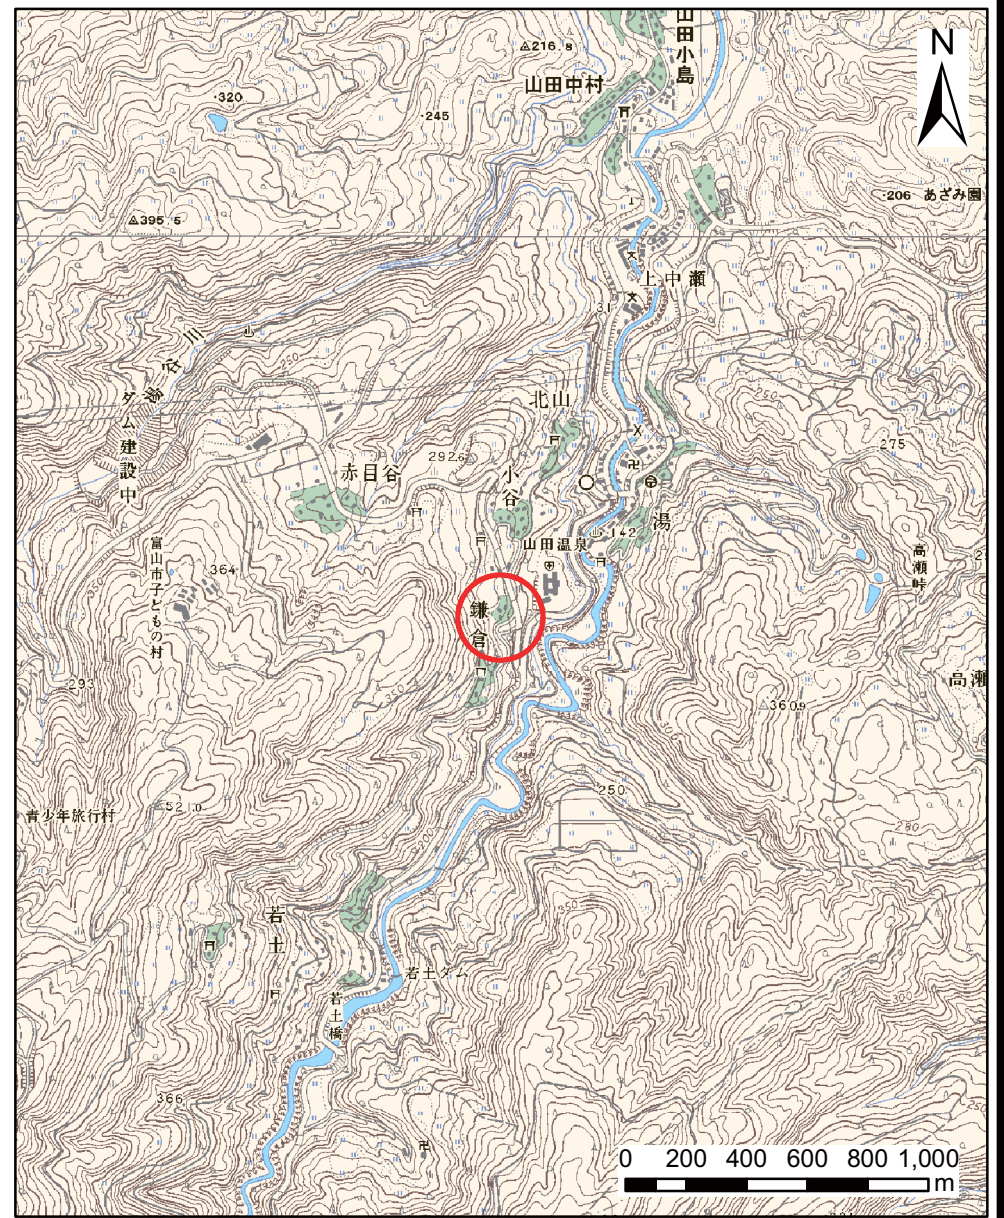 山田小島
△216.8
N
山田中村
・320
・245
・206
あざみ園
△395.5
上中瀬
31
湯谷川
250
ダム建設中
北山
275
赤目谷
292.6
小谷
湯
142
山田温泉
高瀬峠
364
富山市子どもの村
鎌倉
高瀬
293
360.9
250
青少年旅行村
521.0
280
若土
若土ダム
若土橋
366
0 200 400 600 800 1,000
m